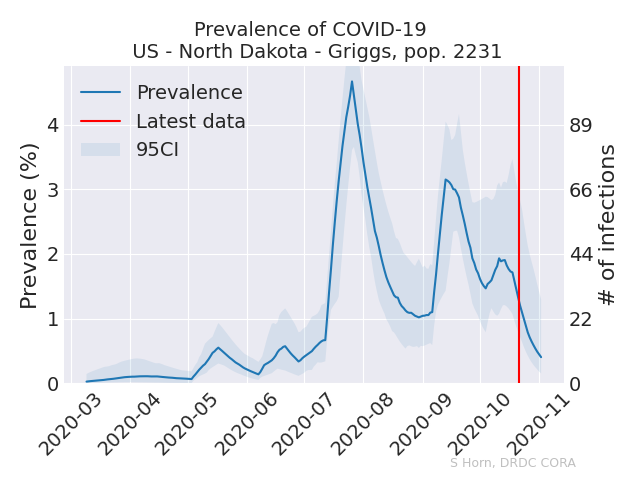 Prevalence of COVID-19
US - North Dakota - Griggs, pop. 2231
Prevalence
Latest data
95CI
Prevalence (%)
4
3
2
1
0
89
66
44
22
0
# of infections
2020-03
2020-04
2020-05
2020-06
2020-07
2020-08
2020-09
2020-10
2020-11
S Horn, DRDC CORA